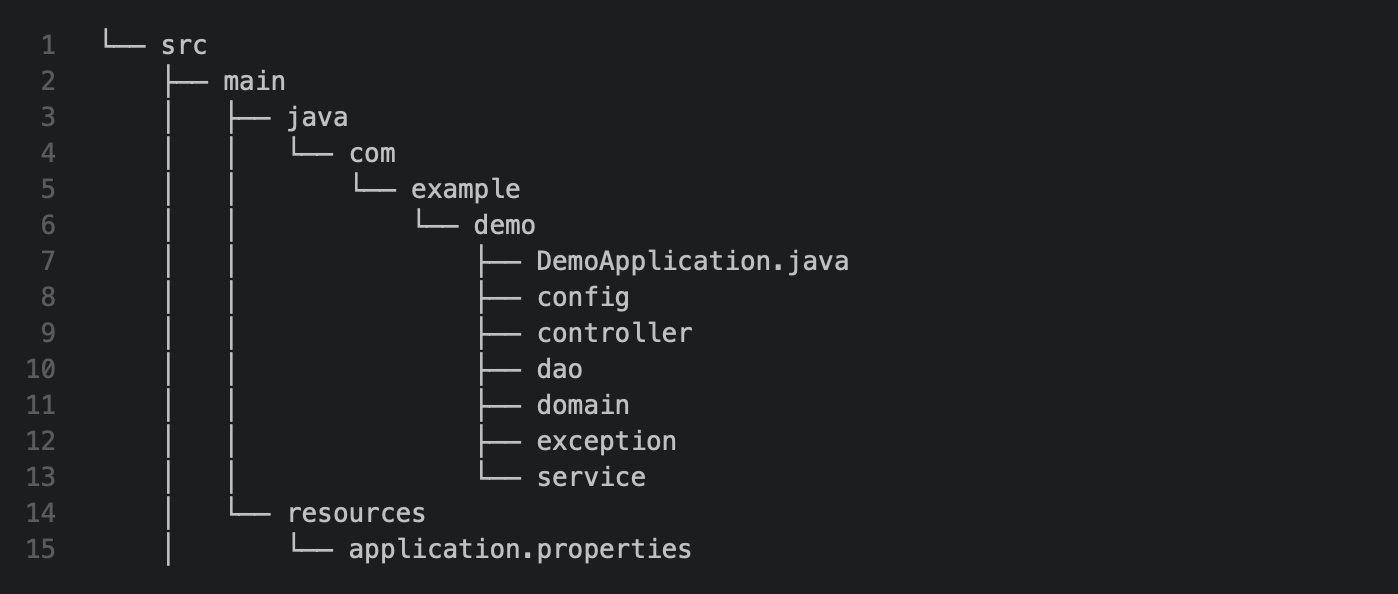 1 └── src
2     ├── main
3     │   ├── java
4     │   │   └── com
5     │   │       └── example
6     │   │           └── demo
7     │   │               ├── DemoApplication.java
8     │   │               ├── config
9     │   │               ├── controller
10     │   │               ├── dao
11     │   │               ├── domain
12     │   │               ├── exception
13     │   │               └── service
14     │   └── resources
15     │       └── application.properties